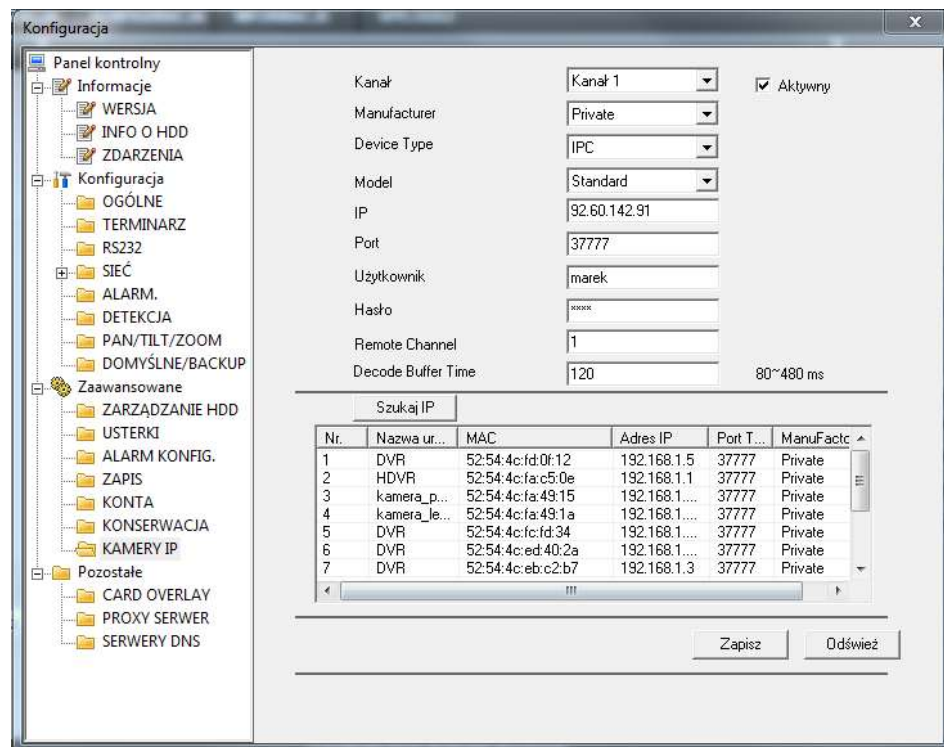 Konfiguracja
x
Panel kontrolny
Informacje
WERSJA
INFO O HDD
ZDARZENIA
Konfiguracja
OGÓLNE
TERMINARZ
RS232
SIEĆ
ALARM.
DETEKCJA
PAN/TILT/ZOOM
DOMYŚLNE/BACKUP
Zaawansowane
ZARZĄDZANIE HDD
USTERKI
ALARM KONFIG.
ZAPIS
KONTA
KONSERWACJA
KAMERY IP
Pozostałe
CARD OVERLAY
PROXY SERWER
SERWERY DNS
Kanał Kanał 1 Aktywny
Manufacturer Private
Device Type IPC
Model Standard
IP 92.60.142.91
Port 37777
Użytkownik marek
Hasło ××××
Remote Channel 1
Decode Buffer Time 120 80~480 ms
Szukaj IP
Nr. Nazwa ur... MAC Adres IP Port T... ManuFactc
1 DVR 52:54:4c:fd:0f:12 192.168.1.5 37777 Private
2 HDVR 52:54:4c:fa:c5:0e 192.168.1.1 37777 Private
3 kamera_p... 52:54:4c:fa:49:15 192.168.1.... 37777 Private
4 kamera_le... 52:54:4c:fa:49:1a 192.168.1.... 37777 Private
5 DVR 52:54:4c:fc:fd:34 192.168.1.... 37777 Private
6 DVR 52:54:4c:ed:40:2a 192.168.1.... 37777 Private
7 DVR 52:54:4c:eb:c2:b7 192.168.1.3 37777 Private
Zapisz Odśwież